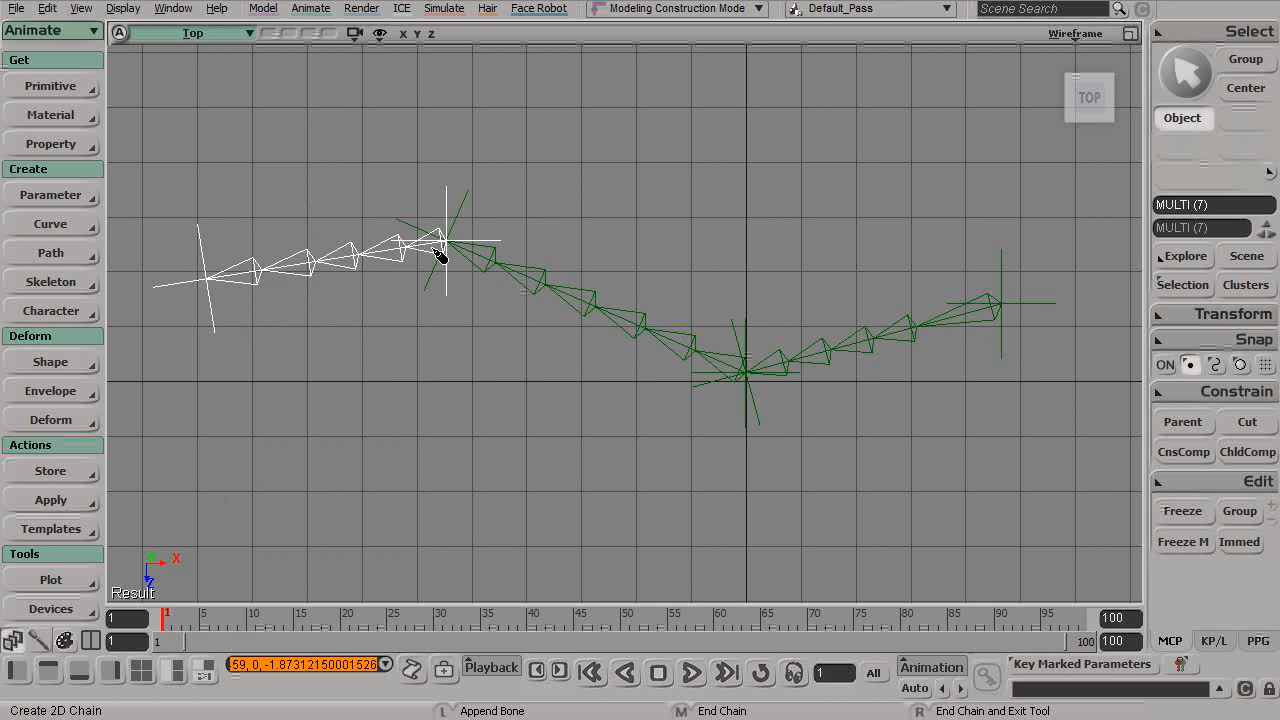 File Edit View Display Window Help Model Animate Render ICE Simulate Hair Face Robot Modeling Construction Mode Default_Pass Scene Search C
Animate A Top X Y Z Wireframe Select
Get
Primitive
Material
Property
Create
Parameter
Curve
Path
Skeleton
Character
Deform
Shape
Envelope
Deform
Actions
Store
Apply
Templates
Tools
Plot
Devices
TOP
Y X
Z
Result
Group
Center
Object
MULTI (7)
MULTI (7)
Explore Scene
Selection Clusters
Transform
Snap
ON
Constrain
Parent Cut
CnsComp ChldComp
Edit
Freeze Group
Freeze M Immed
1 1 5 10 15 20 25 30 35 40 45 50 55 60 65 70 75 80 85 90 95 100
1 1 100 100 MCP KP/L PPG
59, 0, -1.87312150001526 Playback 1 All Animation Key Marked Parameters
Auto C
Create 2D Chain L Append Bone M End Chain R End Chain and Exit Tool